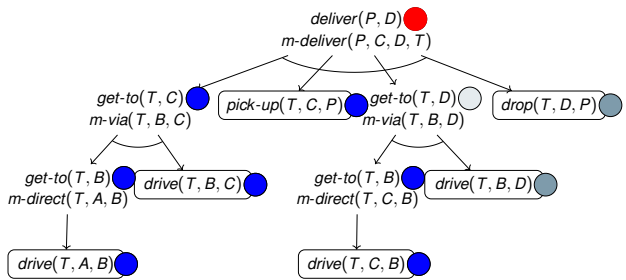 deliver(P, D)
m-deliver(P, C, D, T)
get-to(T, C)
m-via(T, B, C)
pick-up(T, C, P)
get-to(T, D)
m-via(T, B, D)
drop(T, D, P)
get-to(T, B)
m-direct(T, A, B)
drive(T, B, C)
get-to(T, B)
m-direct(T, C, B)
drive(T, B, D)
drive(T, A, B)
drive(T, C, B)